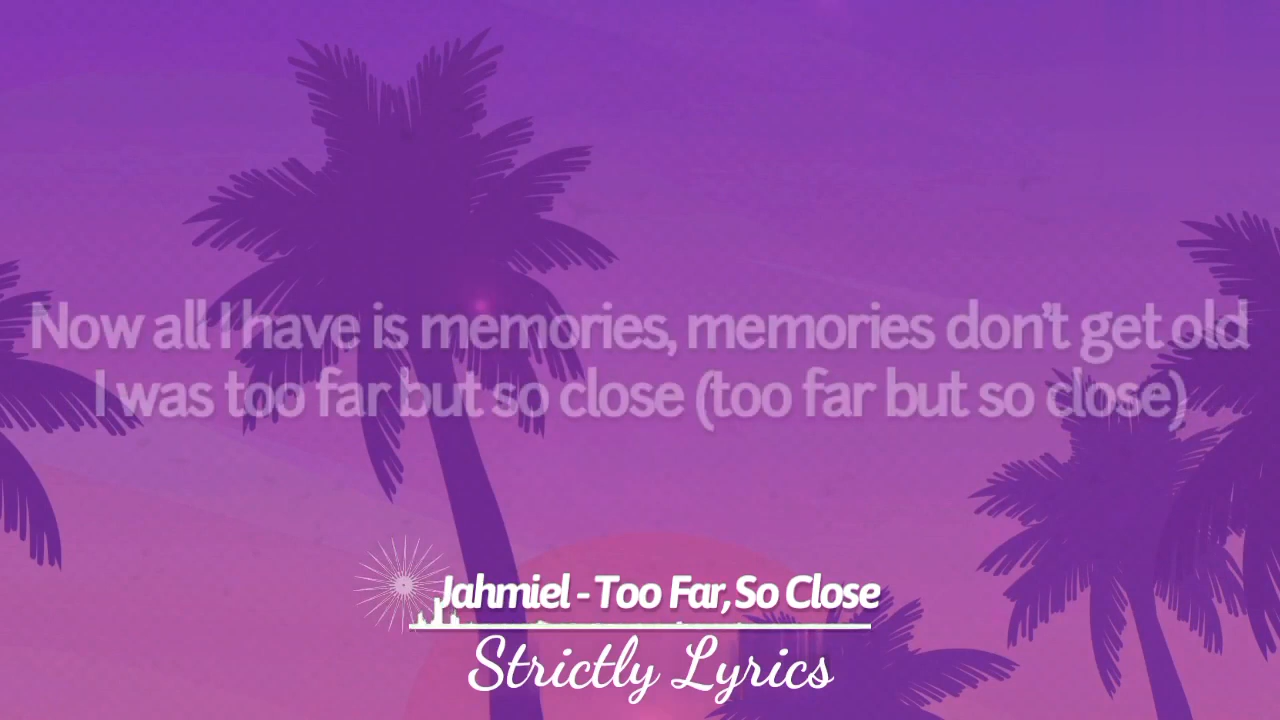 Now all I have is memories, memories don't get old
I was too far but so close (too far but so close)
Jahmiel - Too Far, So Close
Strictly Lyrics